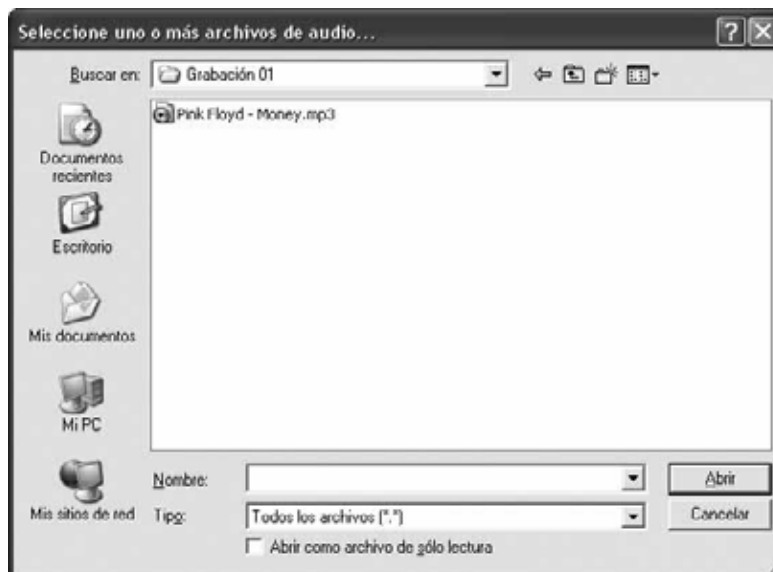 Seleccione uno o más archivos de audio...
Buscar en: Grabación 01
Pink Floyd - Money.mp3
Documentos
recientes
Escritorio
Mis documentos
Mi PC
Mis sitios de red
Nombre:
Abrir
Tipo: Todos los archivos (*.*)
Cancelar
Abrir como archivo de sólo lectura